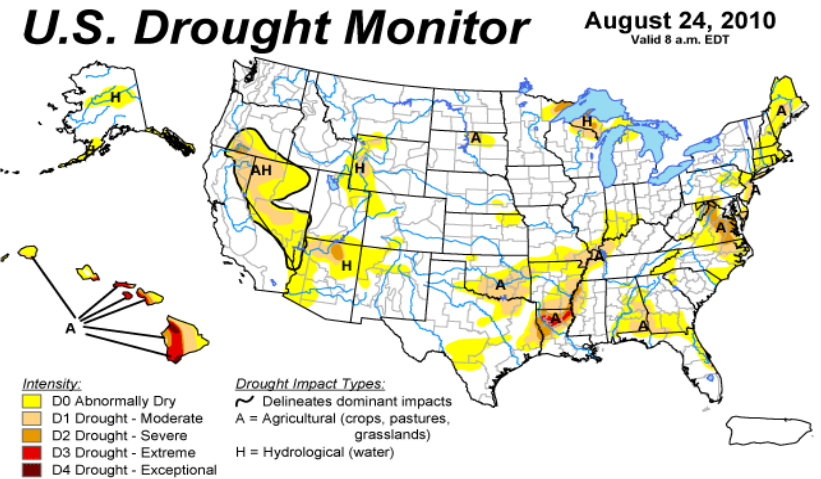 U.S. Drought Monitor
August 24, 2010
Valid 8 a.m. EDT
H
A
A
H
AH
H
A
A
H
A
A
A
A
A
Intensity:
D0 Abnormally Dry
D1 Drought - Moderate
D2 Drought - Severe
D3 Drought - Extreme
D4 Drought - Exceptional
Drought Impact Types:
Delineates dominant impacts
A = Agricultural (crops, pastures,
grasslands)
H = Hydrological (water)